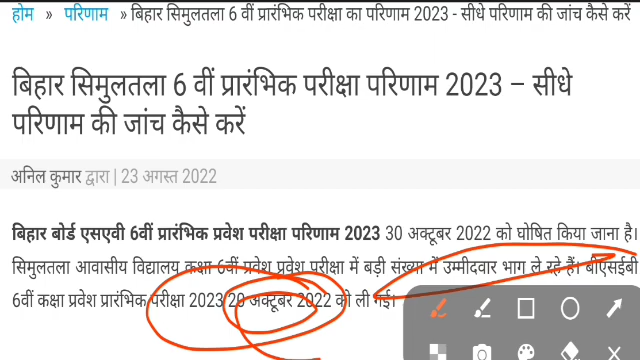 होम » परिणाम » बिहार सिमुलतला 6 वीं प्रारंभिक परीक्षा का परिणाम 2023 - सीधे परिणाम की जांच कैसे करें
बिहार सिमुलतला 6 वीं प्रारंभिक परीक्षा परिणाम 2023 – सीधे
परिणाम की जांच कैसे करें
अनिल कुमार द्वारा | 23 अगस्त 2022
बिहार बोर्ड एसएवी 6वीं प्रारंभिक प्रवेश परीक्षा परिणाम 2023 30 अक्टूबर 2022 को घोषित किया जाना है।
सिमुलतला आवासीय विद्यालय कक्षा 6वीं प्रवेश प्रवेश परीक्षा में बड़ी संख्या में उम्मीदवार भाग ले रहे हैं। बीएसईबी
6वीं कक्षा प्रवेश प्रारंभिक परीक्षा 2023 20 अक्टूबर 2022 को ली गई।